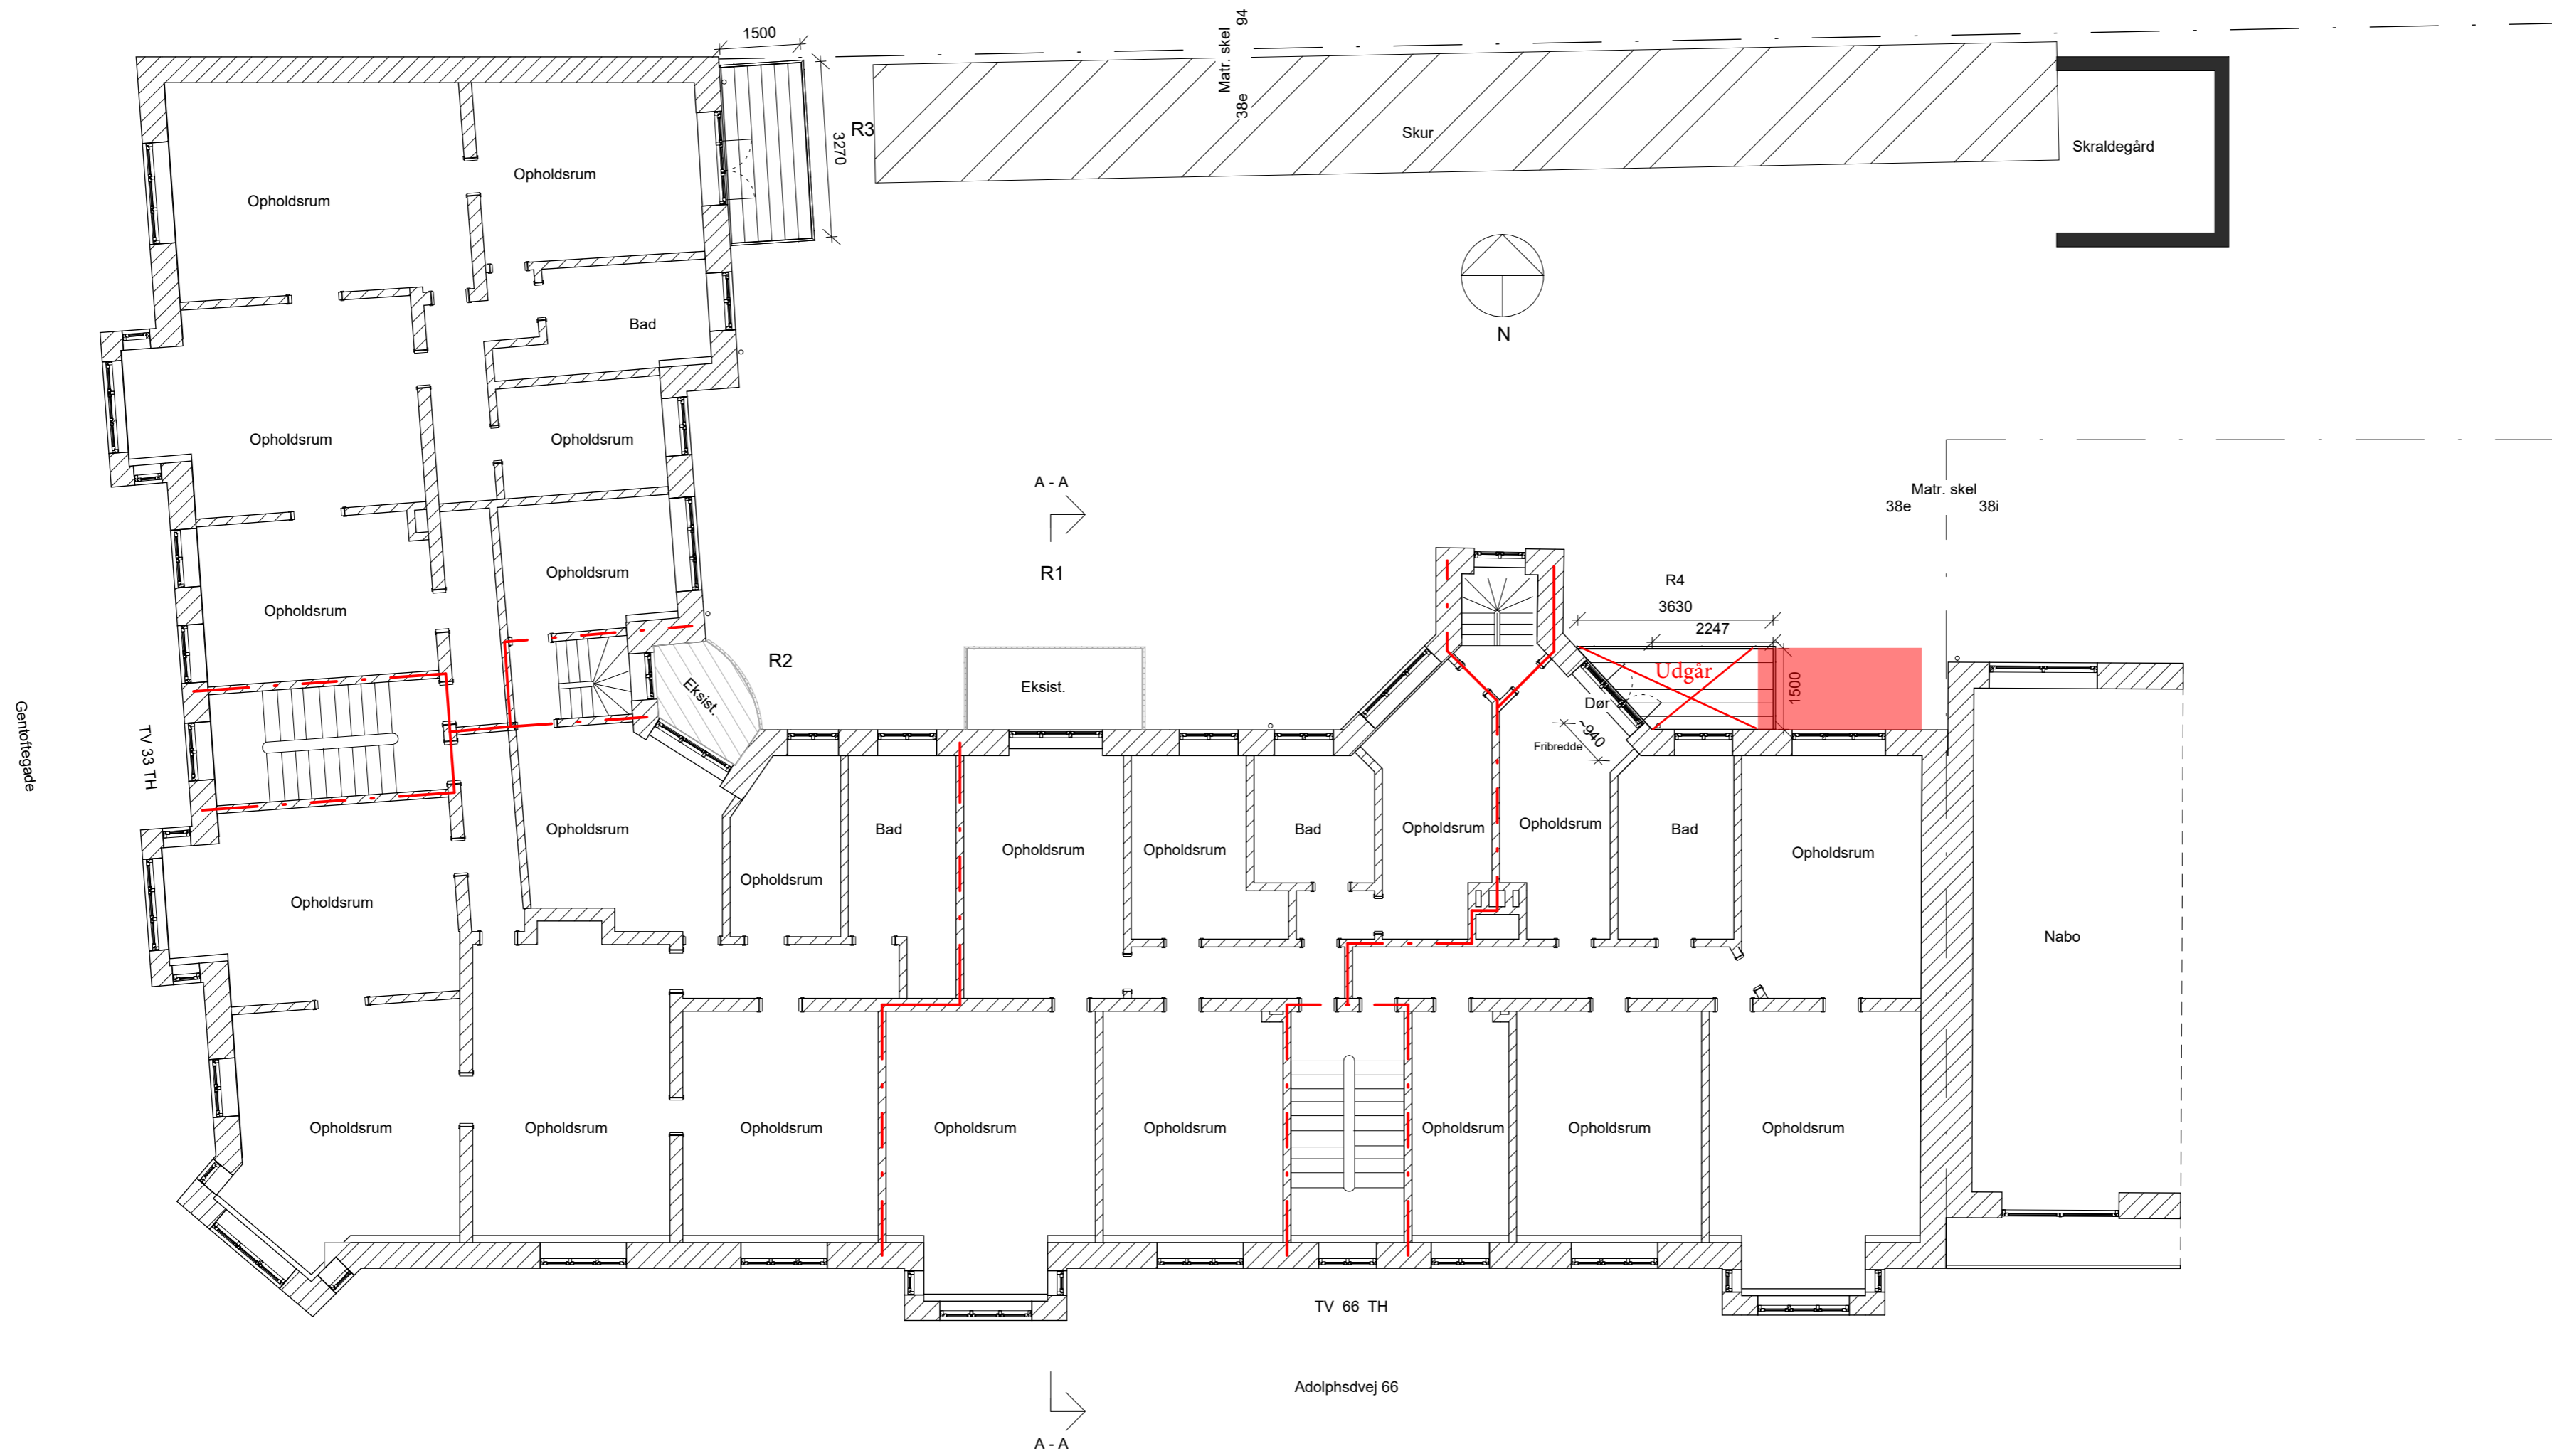 1500
Matr. skel
94
38e
3270
R3
Skur
Skraldegård
Opholdsrum
Opholdsrum
Bad
N
Opholdsrum
Opholdsrum
A - A
R1
Matr. skel
38e
38i
Opholdsrum
Opholdsrum
R4
3630
2247
Udgår
1500
R2
Eksist.
Eksist.
Dør
~940
Fribredde
Gentoftegade
TV 33 TH
Opholdsrum
Bad
Opholdsrum
Opholdsrum
Bad
Opholdsrum
Opholdsrum
Bad
Opholdsrum
Opholdsrum
Opholdsrum
Nabo
Opholdsrum
Opholdsrum
Opholdsrum
Opholdsrum
Opholdsrum
Opholdsrum
Opholdsrum
Opholdsrum
TV 66 TH
Adolphsdvej 66
A - A